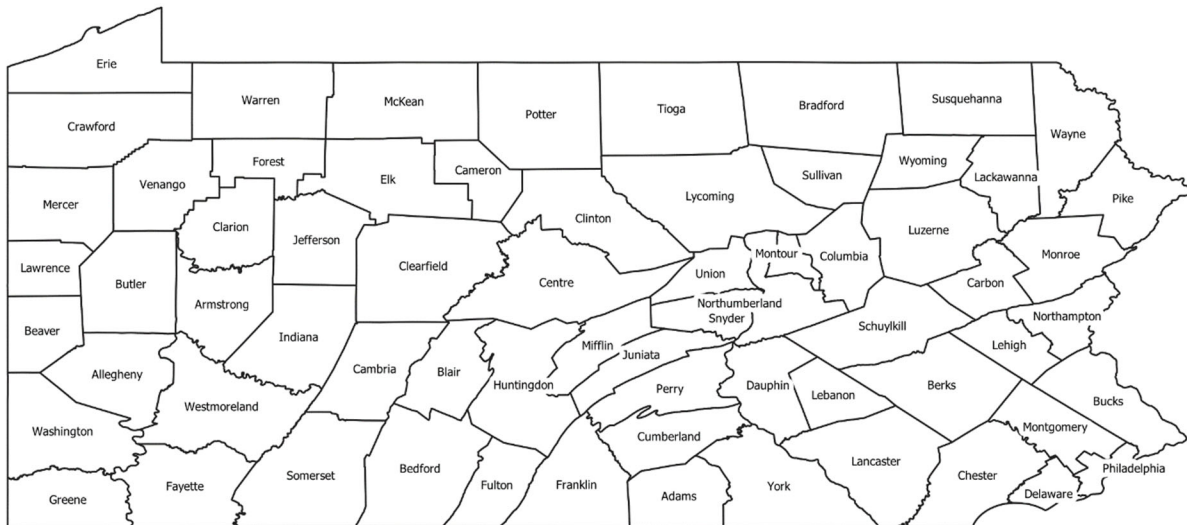 Erie
Warren
McKean
Potter
Tioga
Bradford
Susquehanna
Wayne
Crawford
Forest
Venango
Elk
Cameron
Lycoming
Sullivan
Wyoming
Lackawanna
Pike
Mercer
Clarion
Jefferson
Clinton
Luzerne
Lawrence
Butler
Clearfield
Centre
Union
Montour
Columbia
Monroe
Armstrong
Carbon
Beaver
Indiana
Northumberland
Snyder
Schuylkill
Northampton
Allegheny
Cambria
Blair
Huntingdon
Mifflin
Juniata
Lehigh
Westmoreland
Perry
Dauphin
Lebanon
Berks
Bucks
Washington
Cumberland
Montgomery
Greene
Fayette
Somerset
Bedford
Fulton
Franklin
Adams
York
Lancaster
Chester
Delaware
Philadelphia